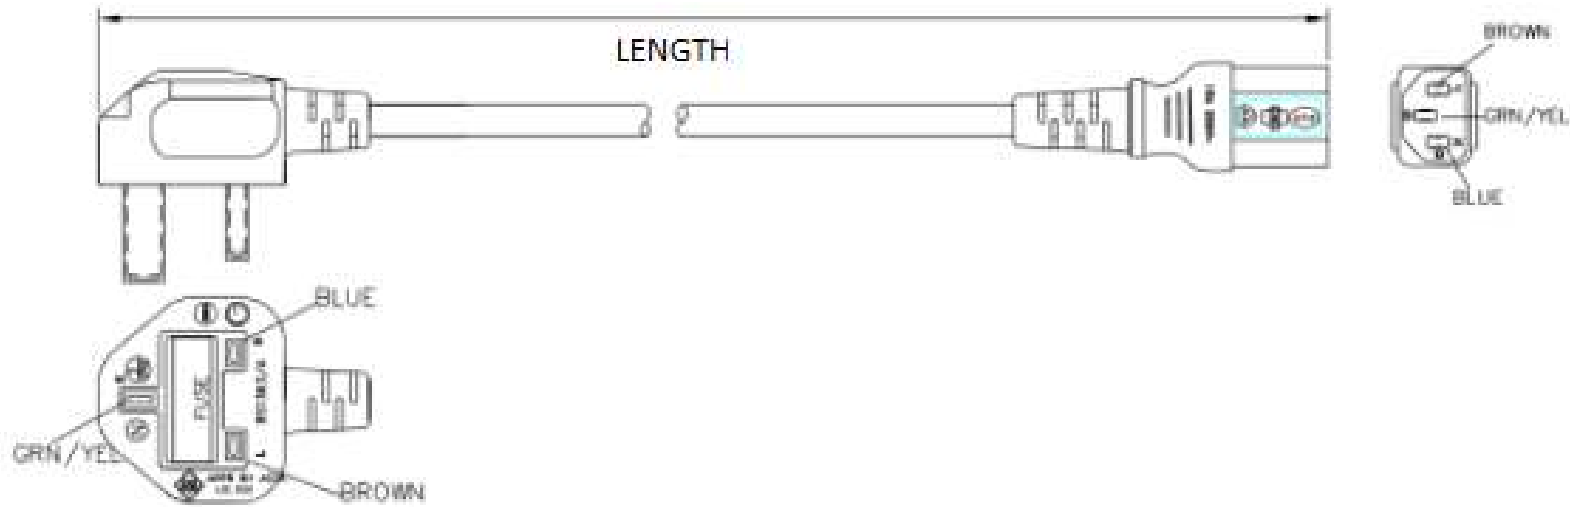 LENGTH
BROWN
GRN/YEL
BLUE
BLUE
FUSE
GRN/YEL
L
BROWN